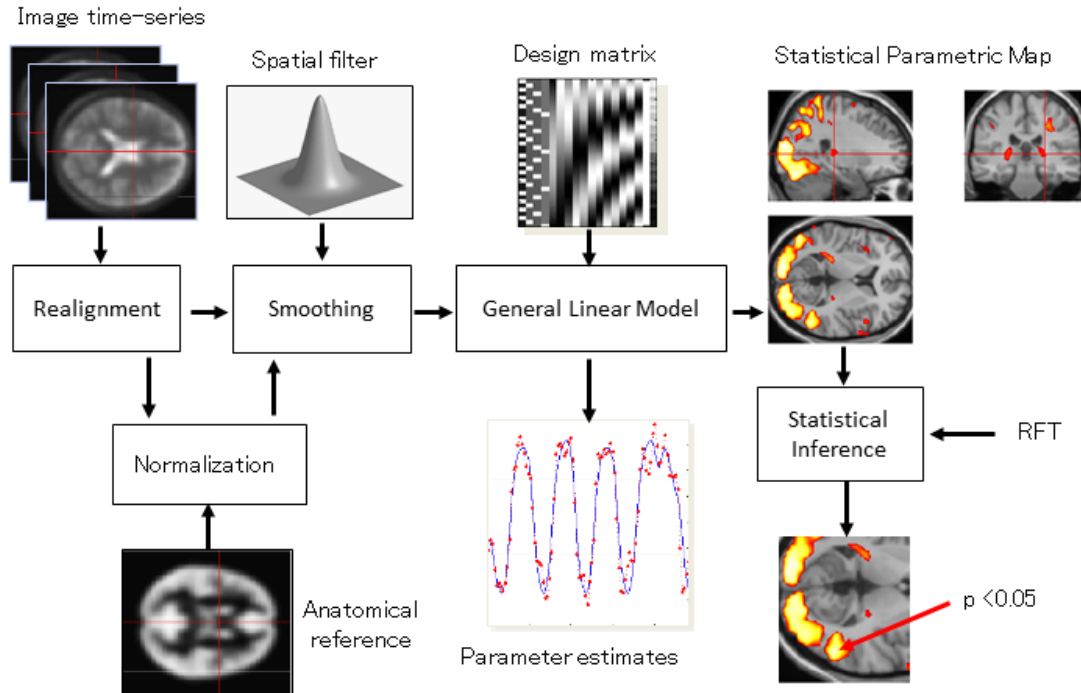 Image time-series
Spatial filter
Design matrix
Statistical Parametric Map
Realignment
Smoothing
General Linear Model
Statistical
Inference
RFT
Normalization
Anatomical
reference
Parameter estimates
p <0.05